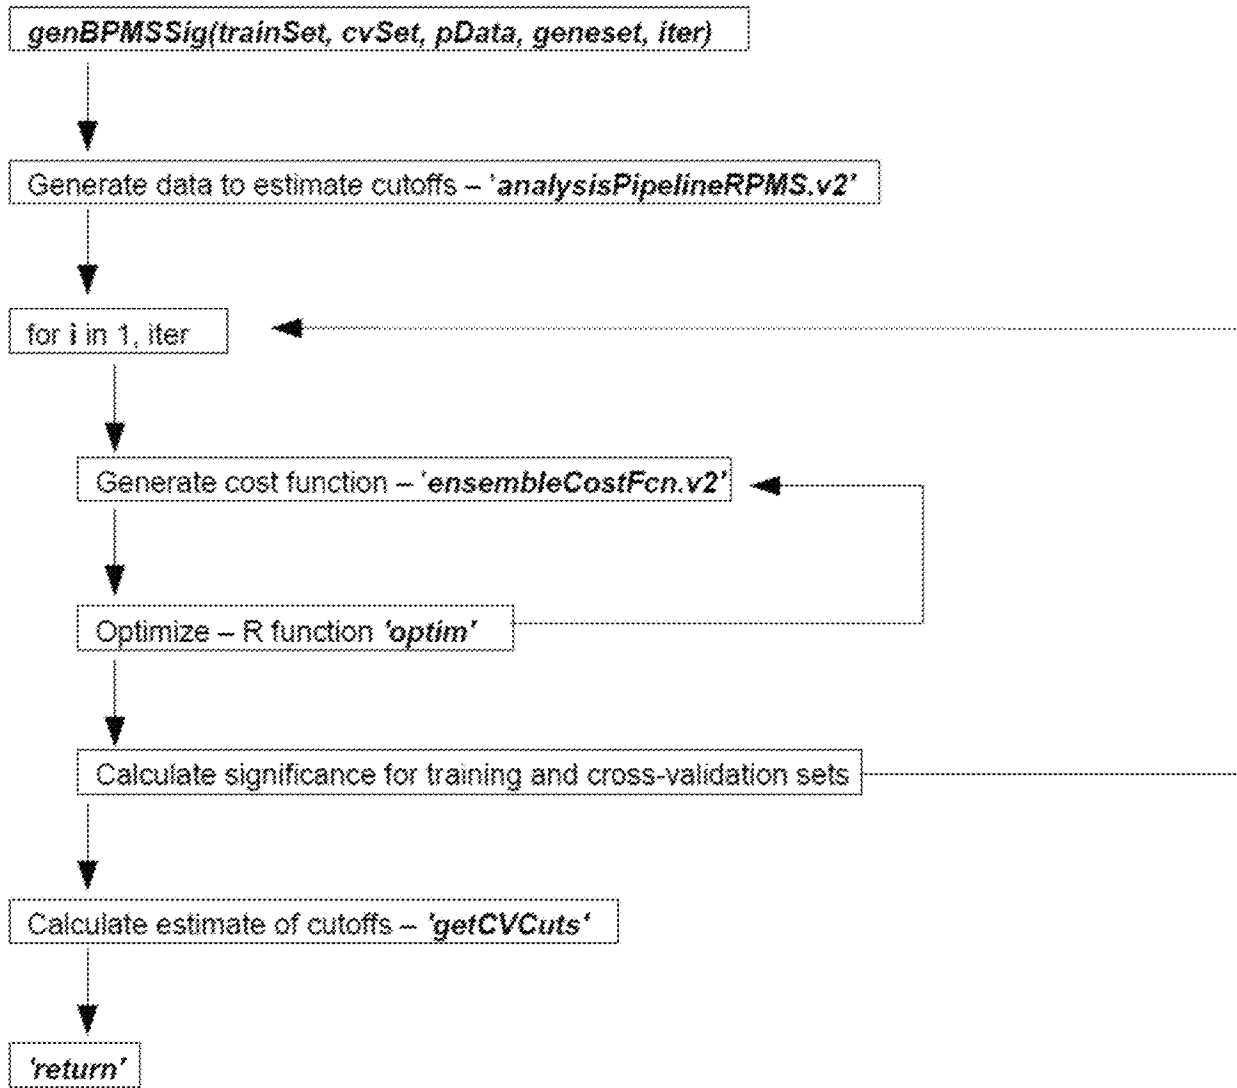 genBPMSSig(trainSet, cvSet, pData, geneset, iter)
Generate data to estimate cutoffs – 'analysisPipelineRPMS.v2'
for i in 1, iter
Generate cost function – 'ensembleCostFcn.v2'
Optimize – R function 'optim'
Calculate significance for training and cross-validation sets
Calculate estimate of cutoffs – 'getCVCuts'
'return'